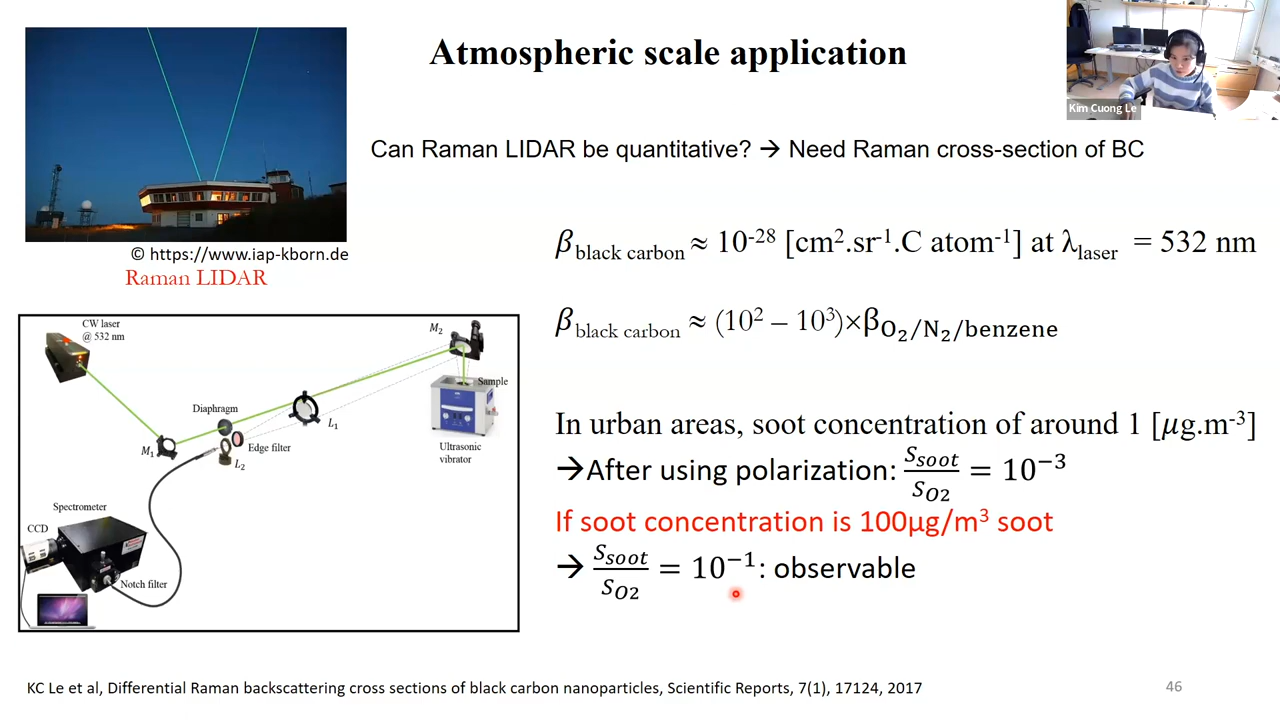 Atmospheric scale application
Kim Cuong Le
Can Raman LIDAR be quantitative? → Need Raman cross-section of BC
© https://www.iap-kborn.de
Raman LIDAR
β black carbon ≈ 10⁻²⁸ [cm².sr⁻¹.C atom⁻¹] at λ laser = 532 nm
β black carbon ≈ (10² – 10³)×β O₂/N₂/benzene
CW laser
@ 532 nm
M₂
Sample
Diaphragm
L₁
M₁
Edge filter
L₂
Ultrasonic
vibrator
Spectrometer
CCD
Notch filter
In urban areas, soot concentration of around 1 [μg.m⁻³]
→After using polarization: S_soot/S_O2 = 10⁻³
If soot concentration is 100μg/m³ soot
→ S_soot/S_O2 = 10⁻¹: observable
KC Le et al, Differential Raman backscattering cross sections of black carbon nanoparticles, Scientific Reports, 7(1), 17124, 2017
46